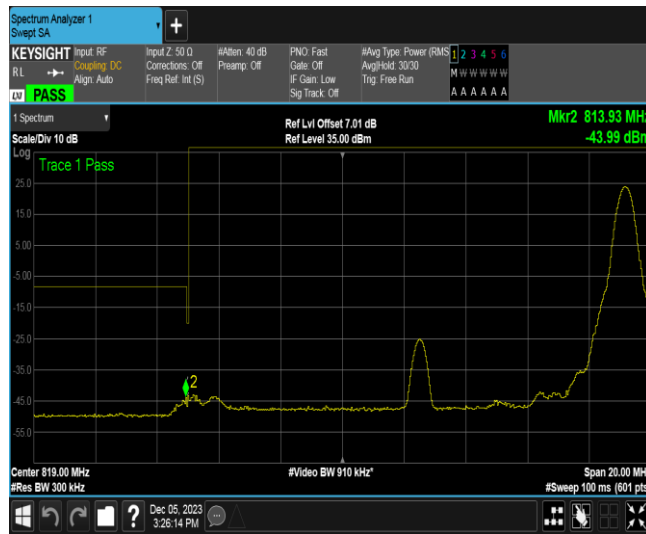 Spectrum Analyzer 1
Swept SA
+
KEYSIGHT Input: RF Input Z: 50 Ω #Atten: 40 dB PNO: Fast #Avg Type: Power (RMS 1 2 3 4 5 6
RL Coupling: DC Corrections: Off Preamp: Off Gate: Off Avg|Hold: 30/30 M W W W W W
Align: Auto Freq Ref: Int (S) IF Gain: Low Trig: Free Run
LXI PASS Sig Track: Off A A A A A A
1 Spectrum Ref Lvl Offset 7.01 dB Mkr2 813.93 MHz
Scale/Div 10 dB Ref Level 35.00 dBm -43.99 dBm
Log Trace 1 Pass
25.0
15.0
5.00
-5.00
-15.0
-25.0
-35.0
2
-45.0
-55.0
Center 819.00 MHz #Video BW 910 kHz* Span 20.00 MH
#Res BW 300 kHz #Sweep 100 ms (601 pts
? Dec 05, 2023
3:26:14 PM